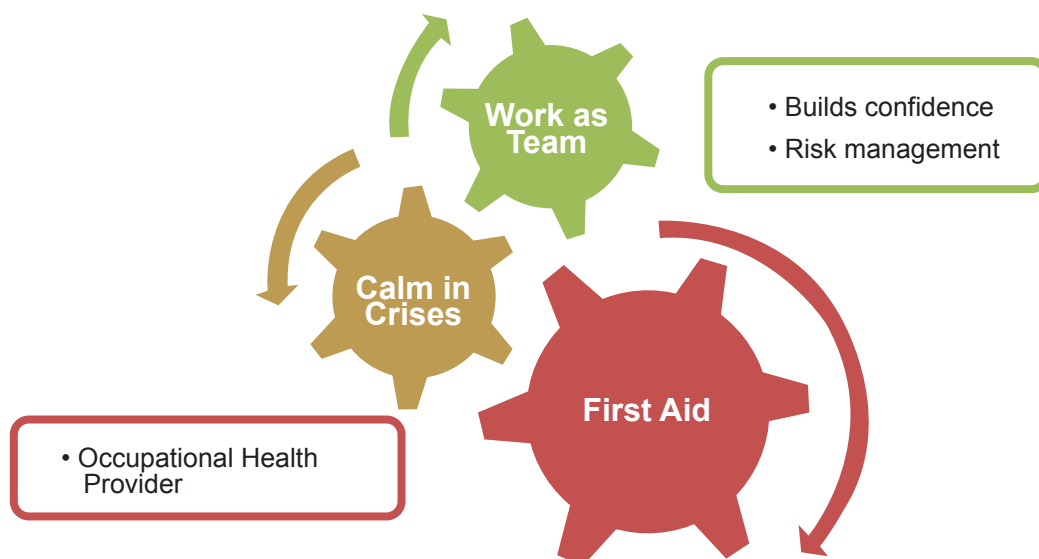 Work as
Team
• Builds confidence
• Risk management
Calm in
Crises
First Aid
• Occupational Health
Provider